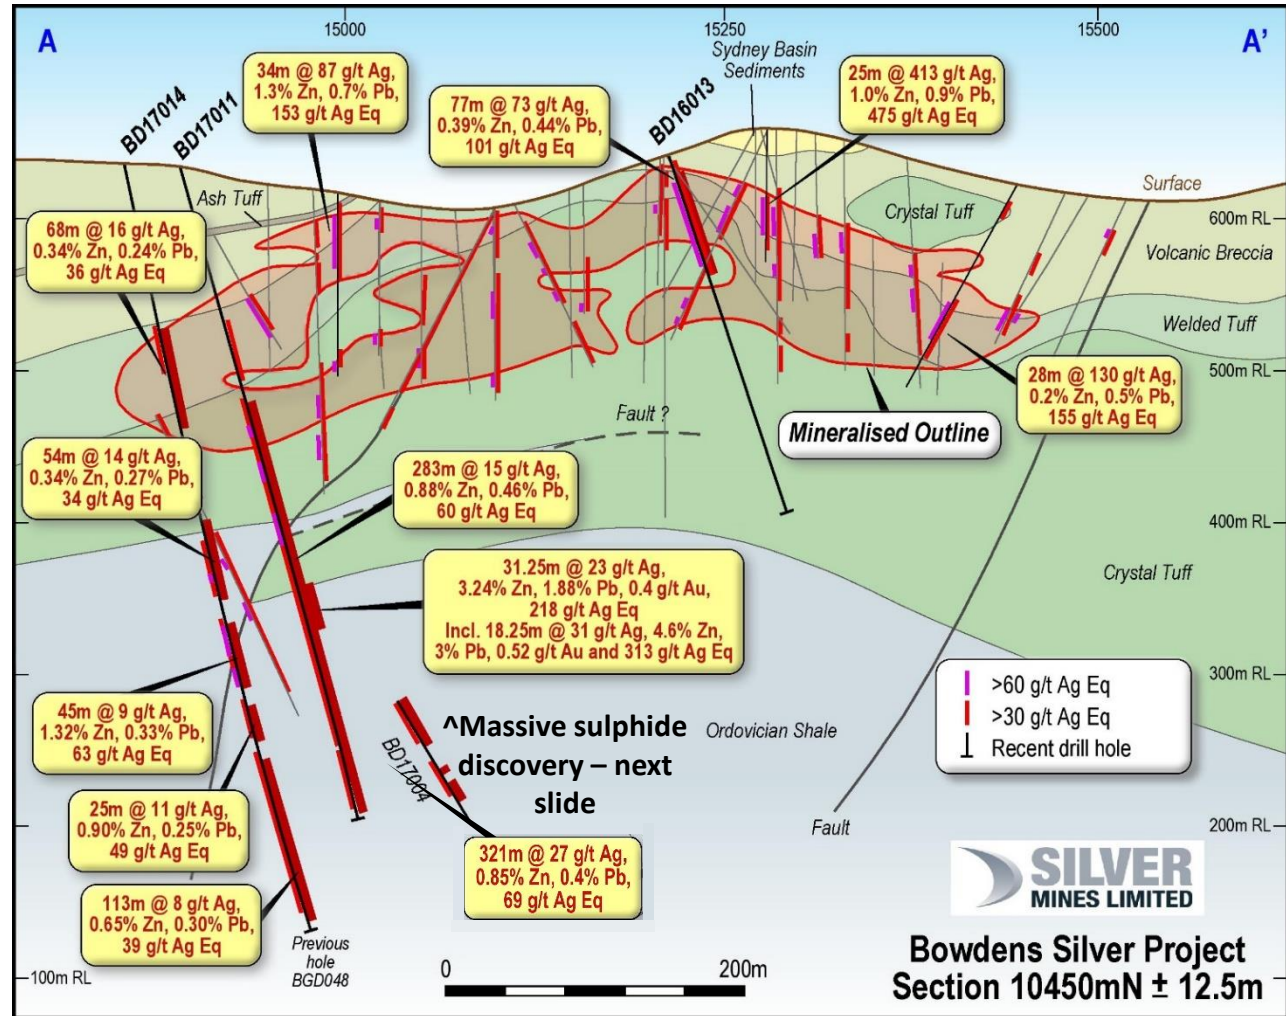 A
15000
15250
15500
A'
Sydney Basin
Sediments
BD17014
BD17011
34m @ 87 g/t Ag,
1.3% Zn, 0.7% Pb,
153 g/t Ag Eq
77m @ 73 g/t Ag,
0.39% Zn, 0.44% Pb,
101 g/t Ag Eq
BD16013
25m @ 413 g/t Ag,
1.0% Zn, 0.9% Pb,
475 g/t Ag Eq
Ash Tuff
Crystal Tuff
Surface
600m RL
68m @ 16 g/t Ag,
0.34% Zn, 0.24% Pb,
36 g/t Ag Eq
Volcanic Breccia
Welded Tuff
500m RL
28m @ 130 g/t Ag,
0.2% Zn, 0.5% Pb,
155 g/t Ag Eq
Fault ?
Mineralised Outline
54m @ 14 g/t Ag,
0.34% Zn, 0.27% Pb,
34 g/t Ag Eq
283m @ 15 g/t Ag,
0.88% Zn, 0.46% Pb,
60 g/t Ag Eq
400m RL
Crystal Tuff
31.25m @ 23 g/t Ag,
3.24% Zn, 1.88% Pb, 0.4 g/t Au,
218 g/t Ag Eq
Incl. 18.25m @ 31 g/t Ag, 4.6% Zn,
3% Pb, 0.52 g/t Au and 313 g/t Ag Eq
300m RL
>60 g/t Ag Eq
>30 g/t Ag Eq
Recent drill hole
45m @ 9 g/t Ag,
1.32% Zn, 0.33% Pb,
63 g/t Ag Eq
BD17004
^Massive sulphide
discovery – next
slide
Ordovician Shale
25m @ 11 g/t Ag,
0.90% Zn, 0.25% Pb,
49 g/t Ag Eq
Fault
200m RL
321m @ 27 g/t Ag,
0.85% Zn, 0.4% Pb,
69 g/t Ag Eq
SILVER
MINES LIMITED
113m @ 8 g/t Ag,
0.65% Zn, 0.30% Pb,
39 g/t Ag Eq
Previous
hole
BGD048
100m RL
0
200m
Bowdens Silver Project
Section 10450mN ± 12.5m